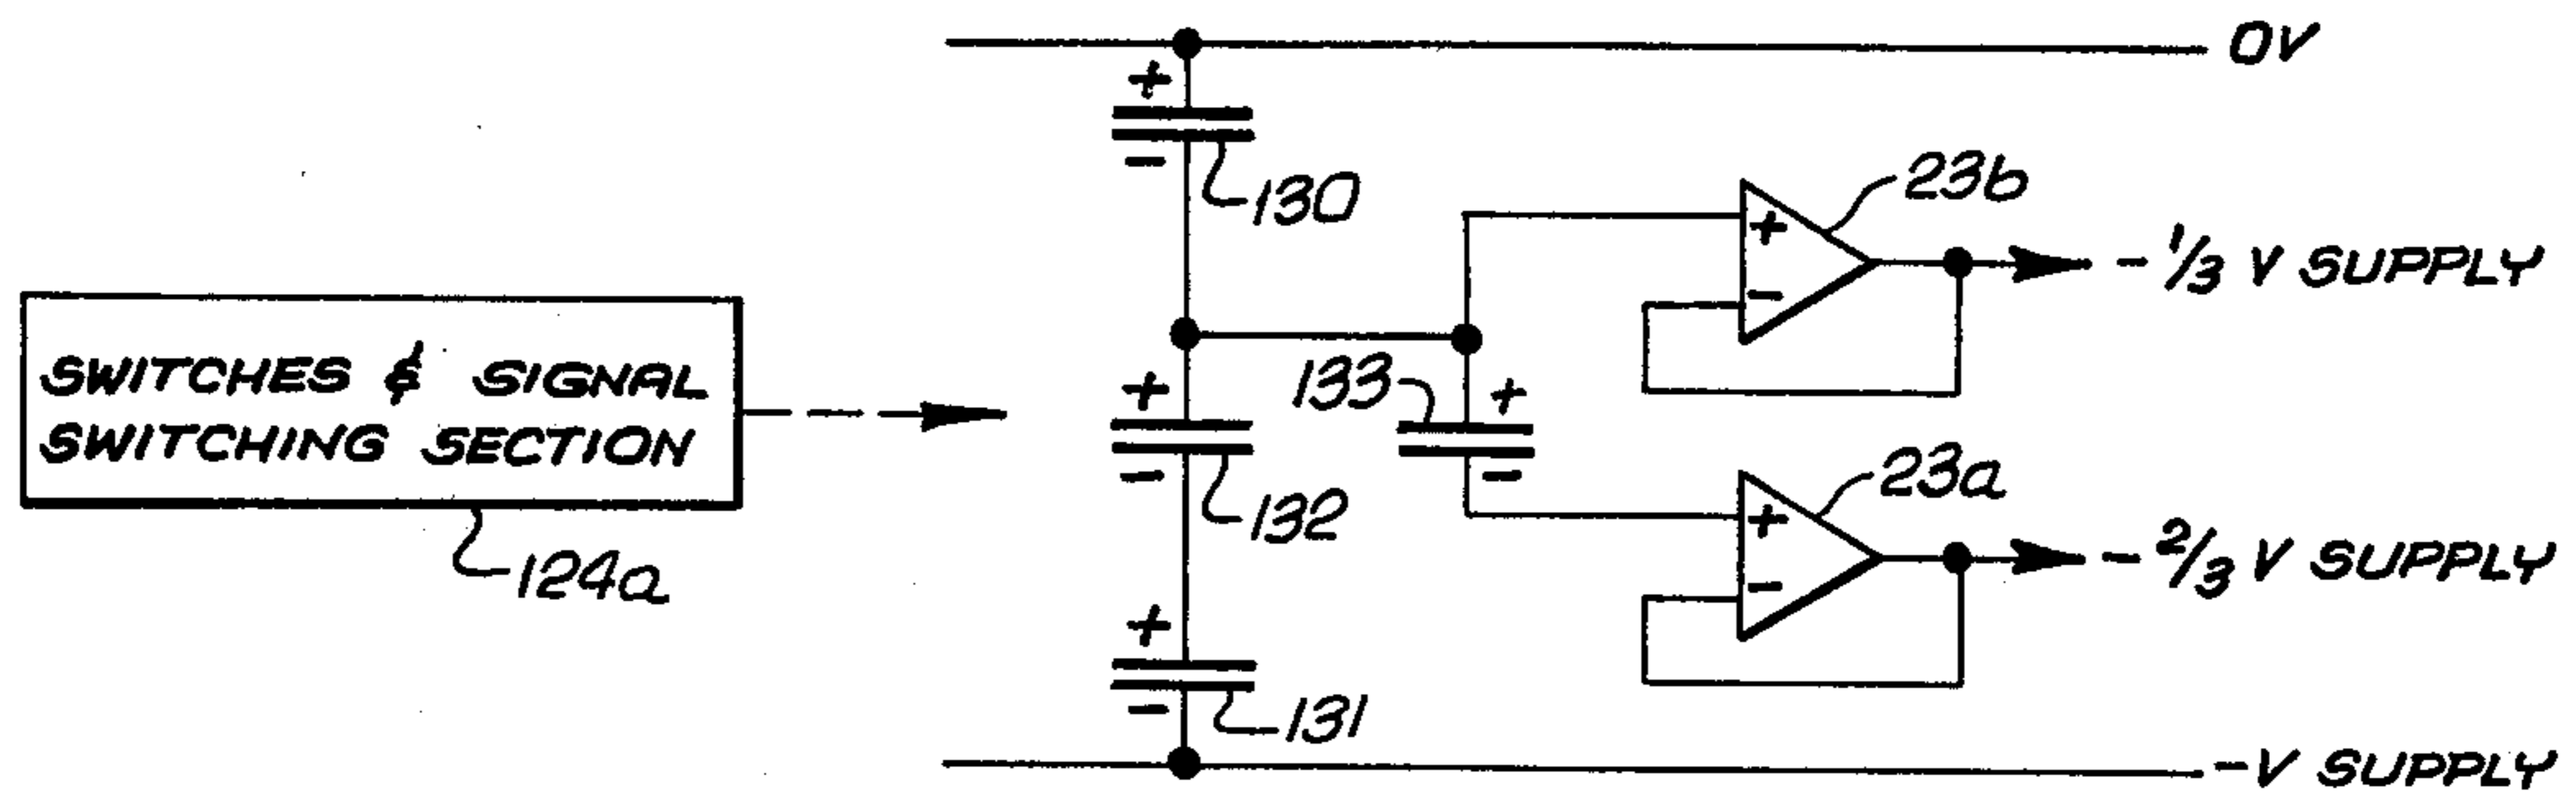 0V
+
-
130
23b
+
-
-1/3 V SUPPLY
SWITCHES & SIGNAL
SWITCHING SECTION
124a
+
-
132
133
+
-
23a
+
-
-2/3 V SUPPLY
+
-
131
-V SUPPLY